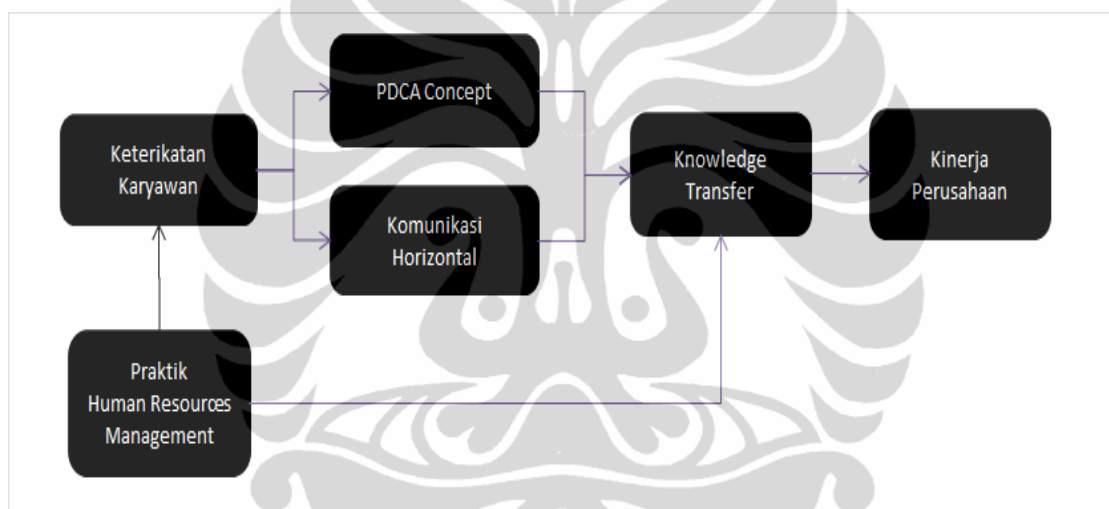 PDCA Concept
Keterikatan
Karyawan
Komunikasi
Horizontal
Knowledge
Transfer
Kinerja
Perusahaan
Praktik
Human Resources
Management